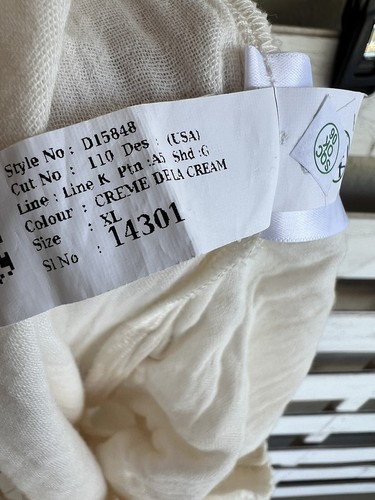 Style No : D15848
Cut No : 110 Des : (USA)
Line : Line K Ptn :A5 Shd :G
Colour : CREME DELA CREAM
Size : XL
Sl No : 14301